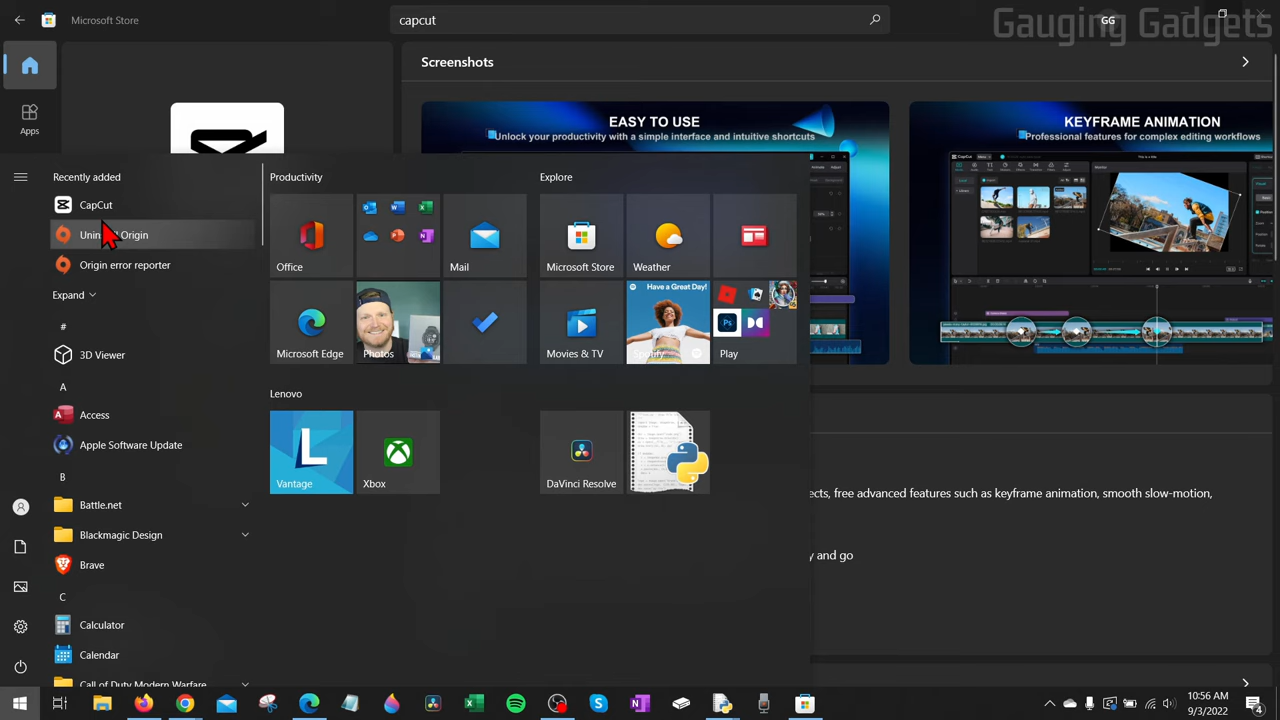 Microsoft Store
capcut
GG
Gauging Gadgets
Screenshots
Apps
EASY TO USE
Unlock your productivity with a simple interface and intuitive shortcuts
KEYFRAME ANIMATION
Professional features for complex editing workflows
Recently added
CapCut
Origin
Origin error reporter
Expand
#
3D Viewer
A
Access
Apple Software Update
B
Battle.net
Blackmagic Design
Brave
C
Calculator
Calendar
Call of Duty Modern Warfare
Productivity
Office
Mail
Microsoft Edge
Photos
Explore
Microsoft Store
Weather
Movies & TV
Have a Great Day!
Spotify
Play
Lenovo
Vantage
Xbox
DaVinci Resolve
ects, free advanced features such as keyframe animation, smooth slow-motion,
y and go
10:56 AM
9/3/2022
4